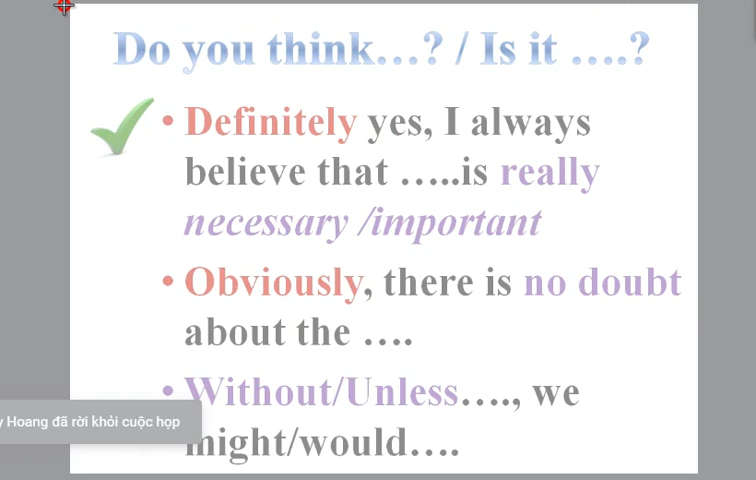 Do you think…? / Is it ….?
• Definitely yes, I always
believe that …..is really
necessary /important
• Obviously, there is no doubt
about the ….
• Without/Unless…., we
might/would….
y Hoang đã rời khỏi cuộc họp